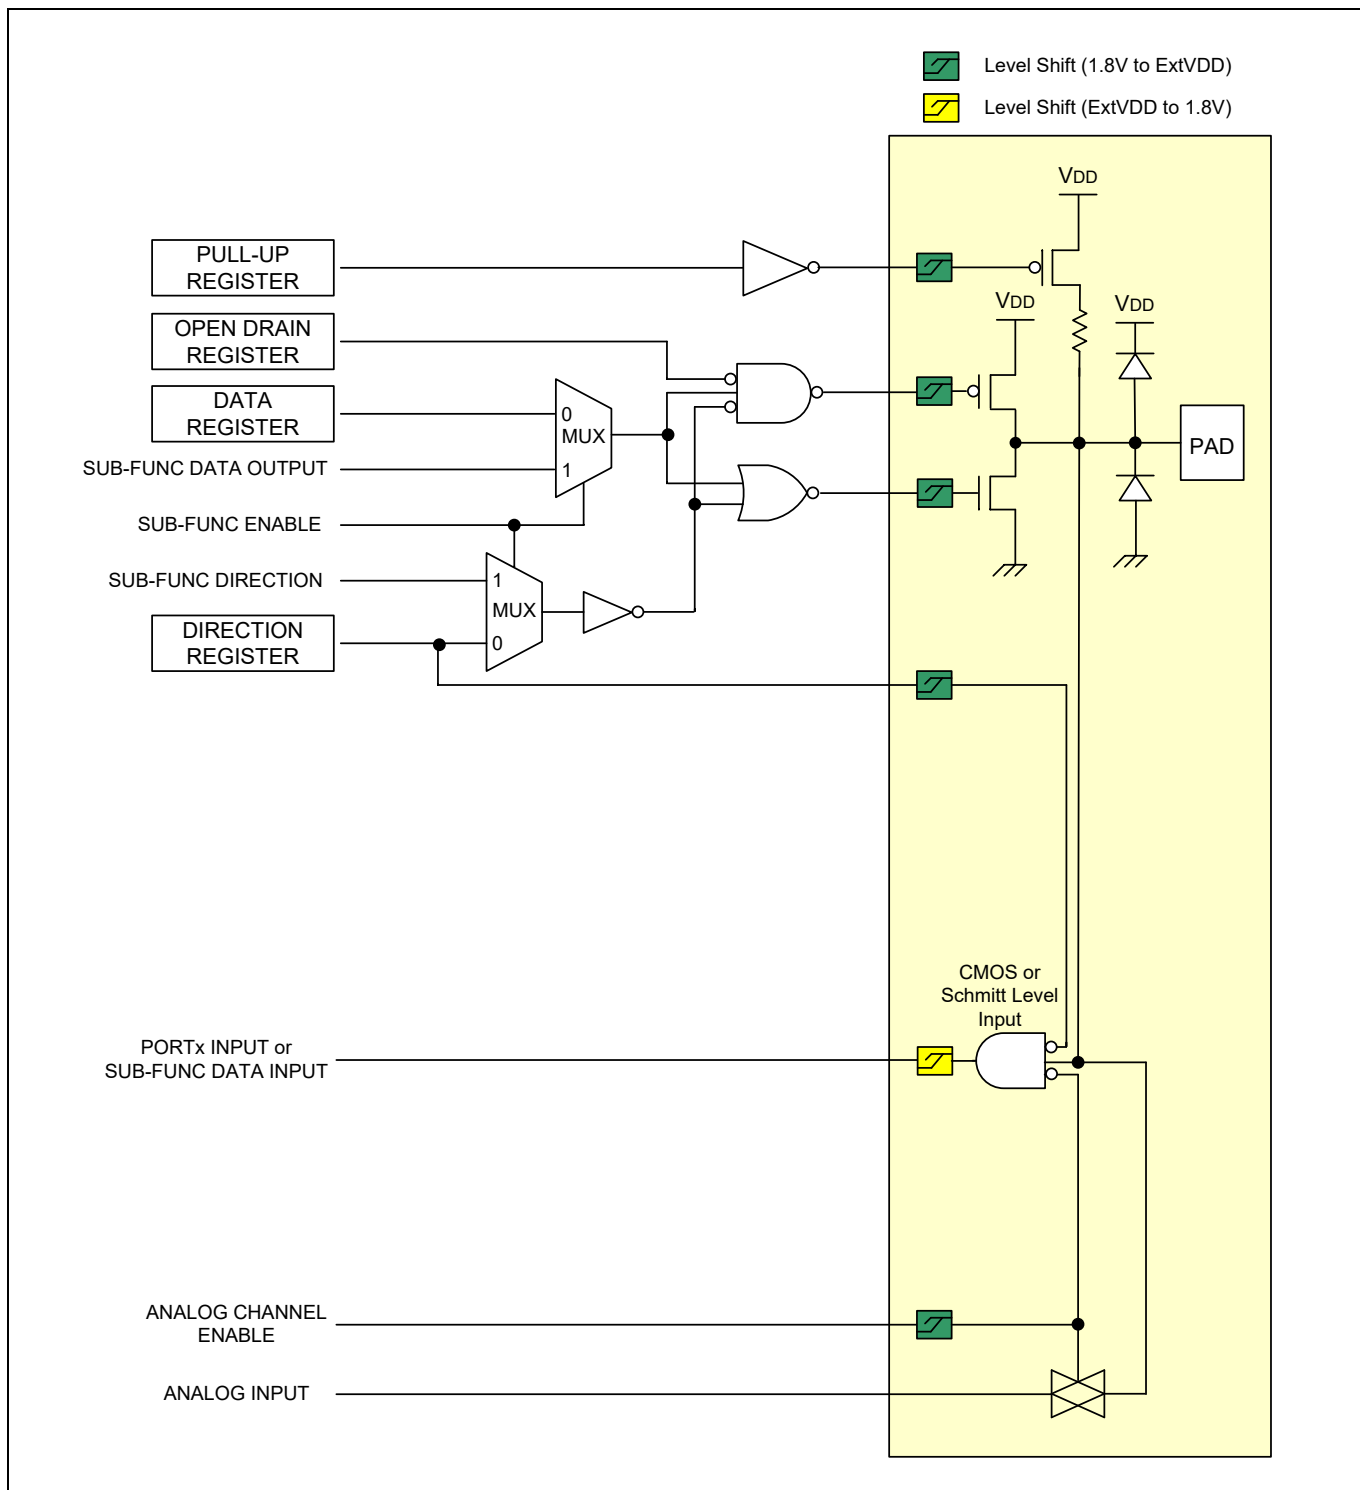 Level Shift (1.8V to ExtVDD)
Level Shift (ExtVDD to 1.8V)
VDD
PULL-UP
REGISTER
VDD
VDD
OPEN DRAIN
REGISTER
DATA
REGISTER
0
MUX
1
PAD
SUB-FUNC DATA OUTPUT
SUB-FUNC ENABLE
SUB-FUNC DIRECTION
1
MUX
0
DIRECTION
REGISTER
CMOS or
Schmitt Level
Input
PORTx INPUT or
SUB-FUNC DATA INPUT
ANALOG CHANNEL
ENABLE
ANALOG INPUT